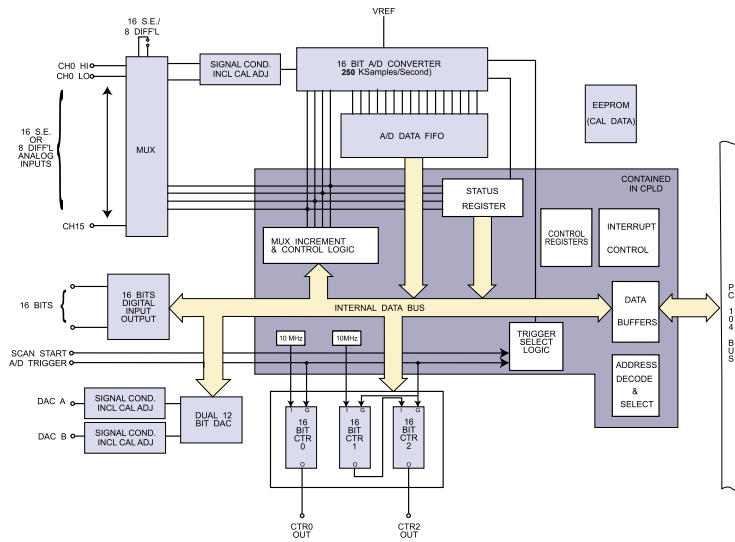 VREF
16 S.E./
8 DIFF'L
CH0 HI
CH0 LO
16 S.E.
OR
8 DIFF'L
ANALOG
INPUTS
CH15
MUX
SIGNAL COND.
INCL CAL ADJ
16 BIT A/D CONVERTER
250 KSamples/Second)
A/D DATA FIFO
EEPROM
(CAL DATA)
CONTAINED
IN CPLD
STATUS
REGISTER
MUX INCREMENT
& CONTROL LOGIC
CONTROL
REGISTERS
INTERRUPT
CONTROL
16 BITS
16 BITS
DIGITAL
INPUT
OUTPUT
INTERNAL DATA BUS
DATA
BUFFERS
PC 104 BUS
10 MHz
10MHz
TRIGGER
SELECT
LOGIC
SCAN START
A/D TRIGGER
ADDRESS
DECODE
&
SELECT
DAC A
SIGNAL COND.
INCL CAL ADJ
DAC B
SIGNAL COND.
INCL CAL ADJ
DUAL 12
BIT DAC
I G
16
BIT
CTR
0
O
I G
16
BIT
CTR
1
O
I G
16
BIT
CTR
2
O
CTR0
OUT
CTR2
OUT